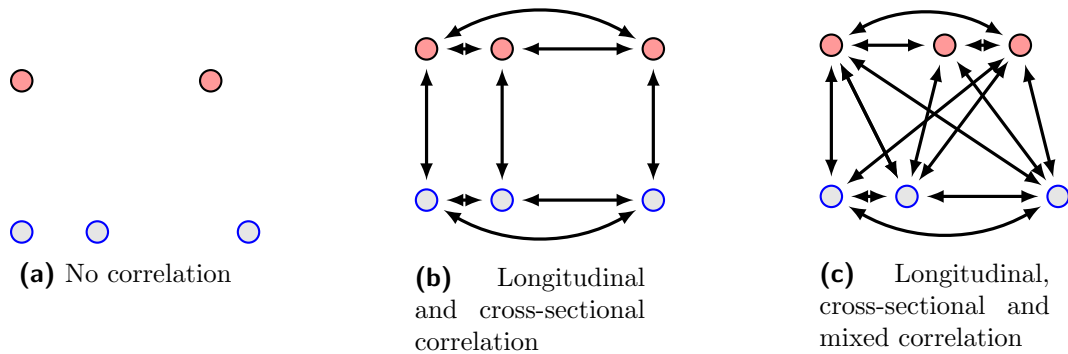 (a) No correlation
(b) Longitudinal
and cross-sectional
correlation
(c) Longitudinal,
cross-sectional and
mixed correlation